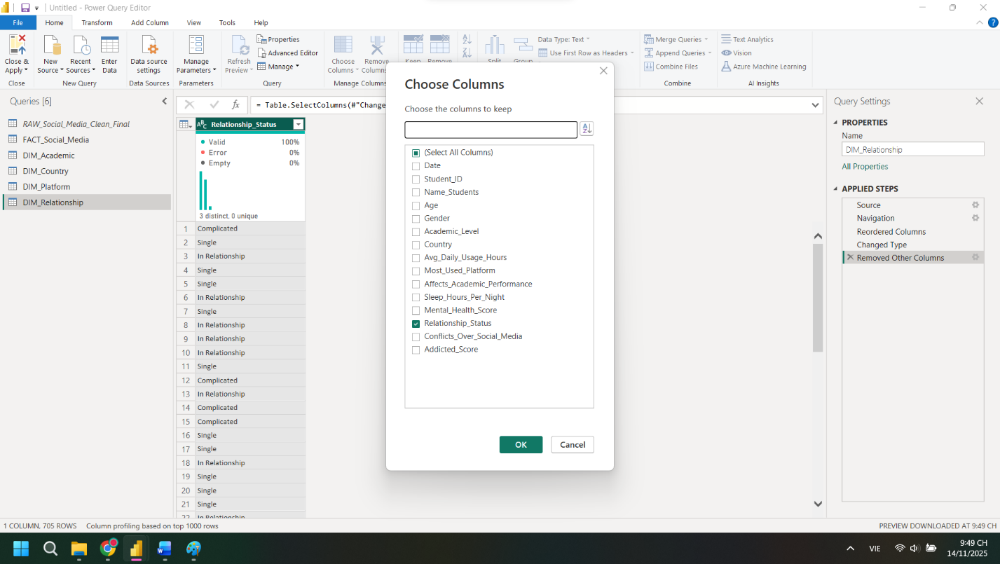 Untitled - Power Query Editor
File Home Transform Add Column View Tools Help
Close & Apply
Close
New Source
Recent Sources
Enter Data
New Query
Data source settings
Data Sources
Manage Parameters
Parameters
Refresh Preview
Properties
Advanced Editor
Manage
Query
Choose Columns
Remove Columns
Manage Columns
Keep
Remove
Split
Group
Data Type: Text
Use First Row as Headers
Merge Queries
Append Queries
Combine Files
Combine
Text Analytics
Vision
Azure Machine Learning
AI Insights
Queries [6]
RAW_Social_Media_Clean_Final
FACT_Social_Media
DIM_Academic
DIM_Country
DIM_Platform
DIM_Relationship
fx
= Table.SelectColumns(#"Change
Relationship_Status
Valid 100%
Error 0%
Empty 0%
3 distinct, 0 unique
1 Complicated
2 Single
3 In Relationship
4 Single
5 Single
6 In Relationship
7 Single
8 In Relationship
9 In Relationship
10 In Relationship
11 Single
12 Complicated
13 In Relationship
14 Complicated
15 Complicated
16 Single
17 Single
18 In Relationship
19 Single
20 Single
21 Single
22 In Relationship
Choose Columns
Choose the columns to keep
(Select All Columns)
Date
Student_ID
Name_Students
Age
Gender
Academic_Level
Country
Avg_Daily_Usage_Hours
Most_Used_Platform
Affects_Academic_Performance
Sleep_Hours_Per_Night
Mental_Health_Score
Relationship_Status
Conflicts_Over_Social_Media
Addicted_Score
OK
Cancel
Query Settings
PROPERTIES
Name
DIM_Relationship
All Properties
APPLIED STEPS
Source
Navigation
Reordered Columns
Changed Type
Removed Other Columns
1 COLUMN, 705 ROWS Column profiling based on top 1000 rows
PREVIEW DOWNLOADED AT 9:49 CH
VIE
9:49 CH
14/11/2025